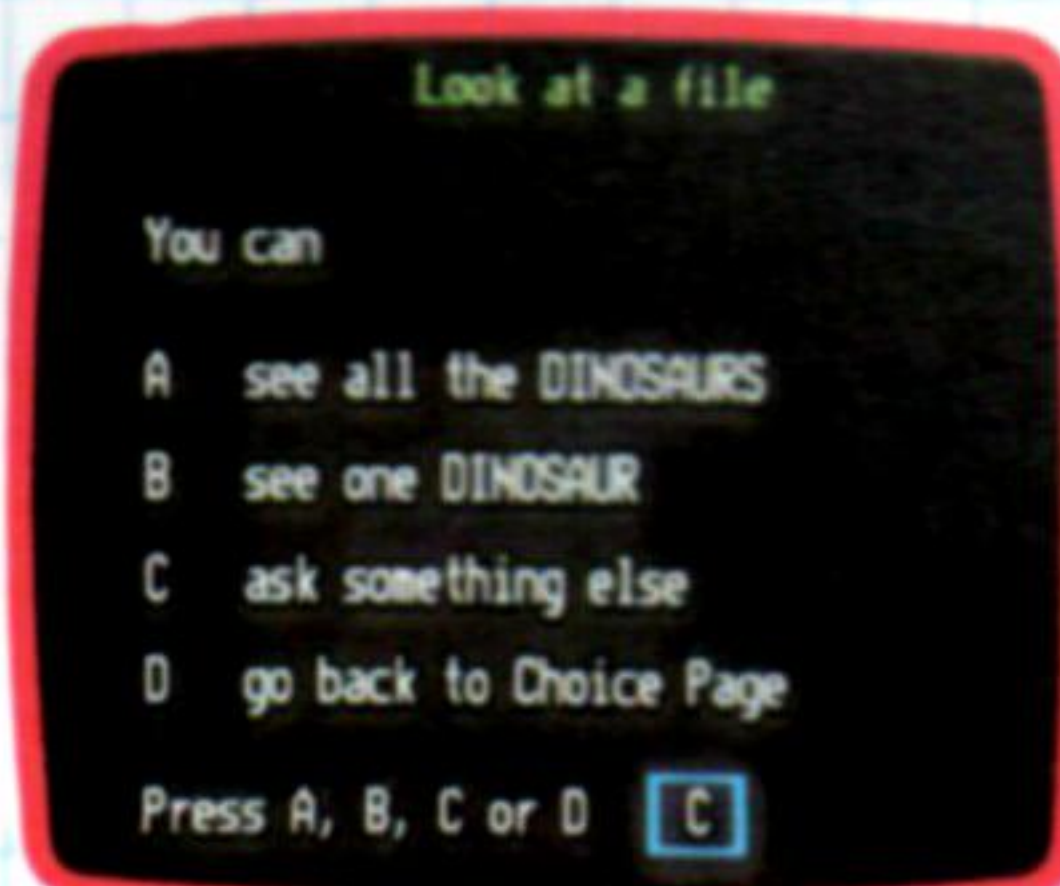 Look at a file
You can
A see all the DINOSAURS
B see one DINOSAUR
C ask something else
D go back to Choice Page
Press A, B, C or D C